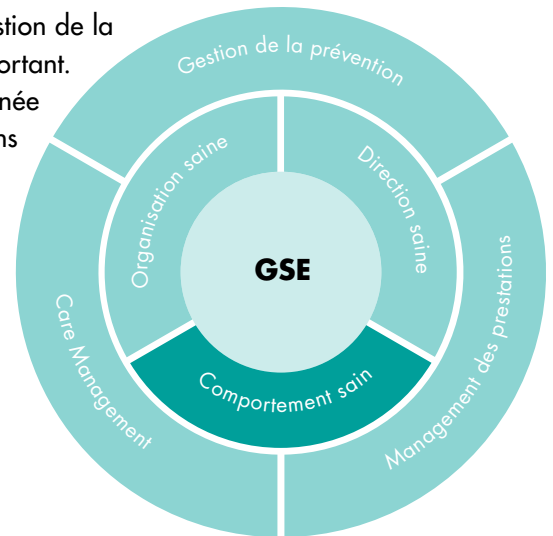 stion de la
ortant.
née
ns
Gestion de la prévention
Organisation saine
Direction saine
GSE
Comportement sain
Care Management
Management des prestations